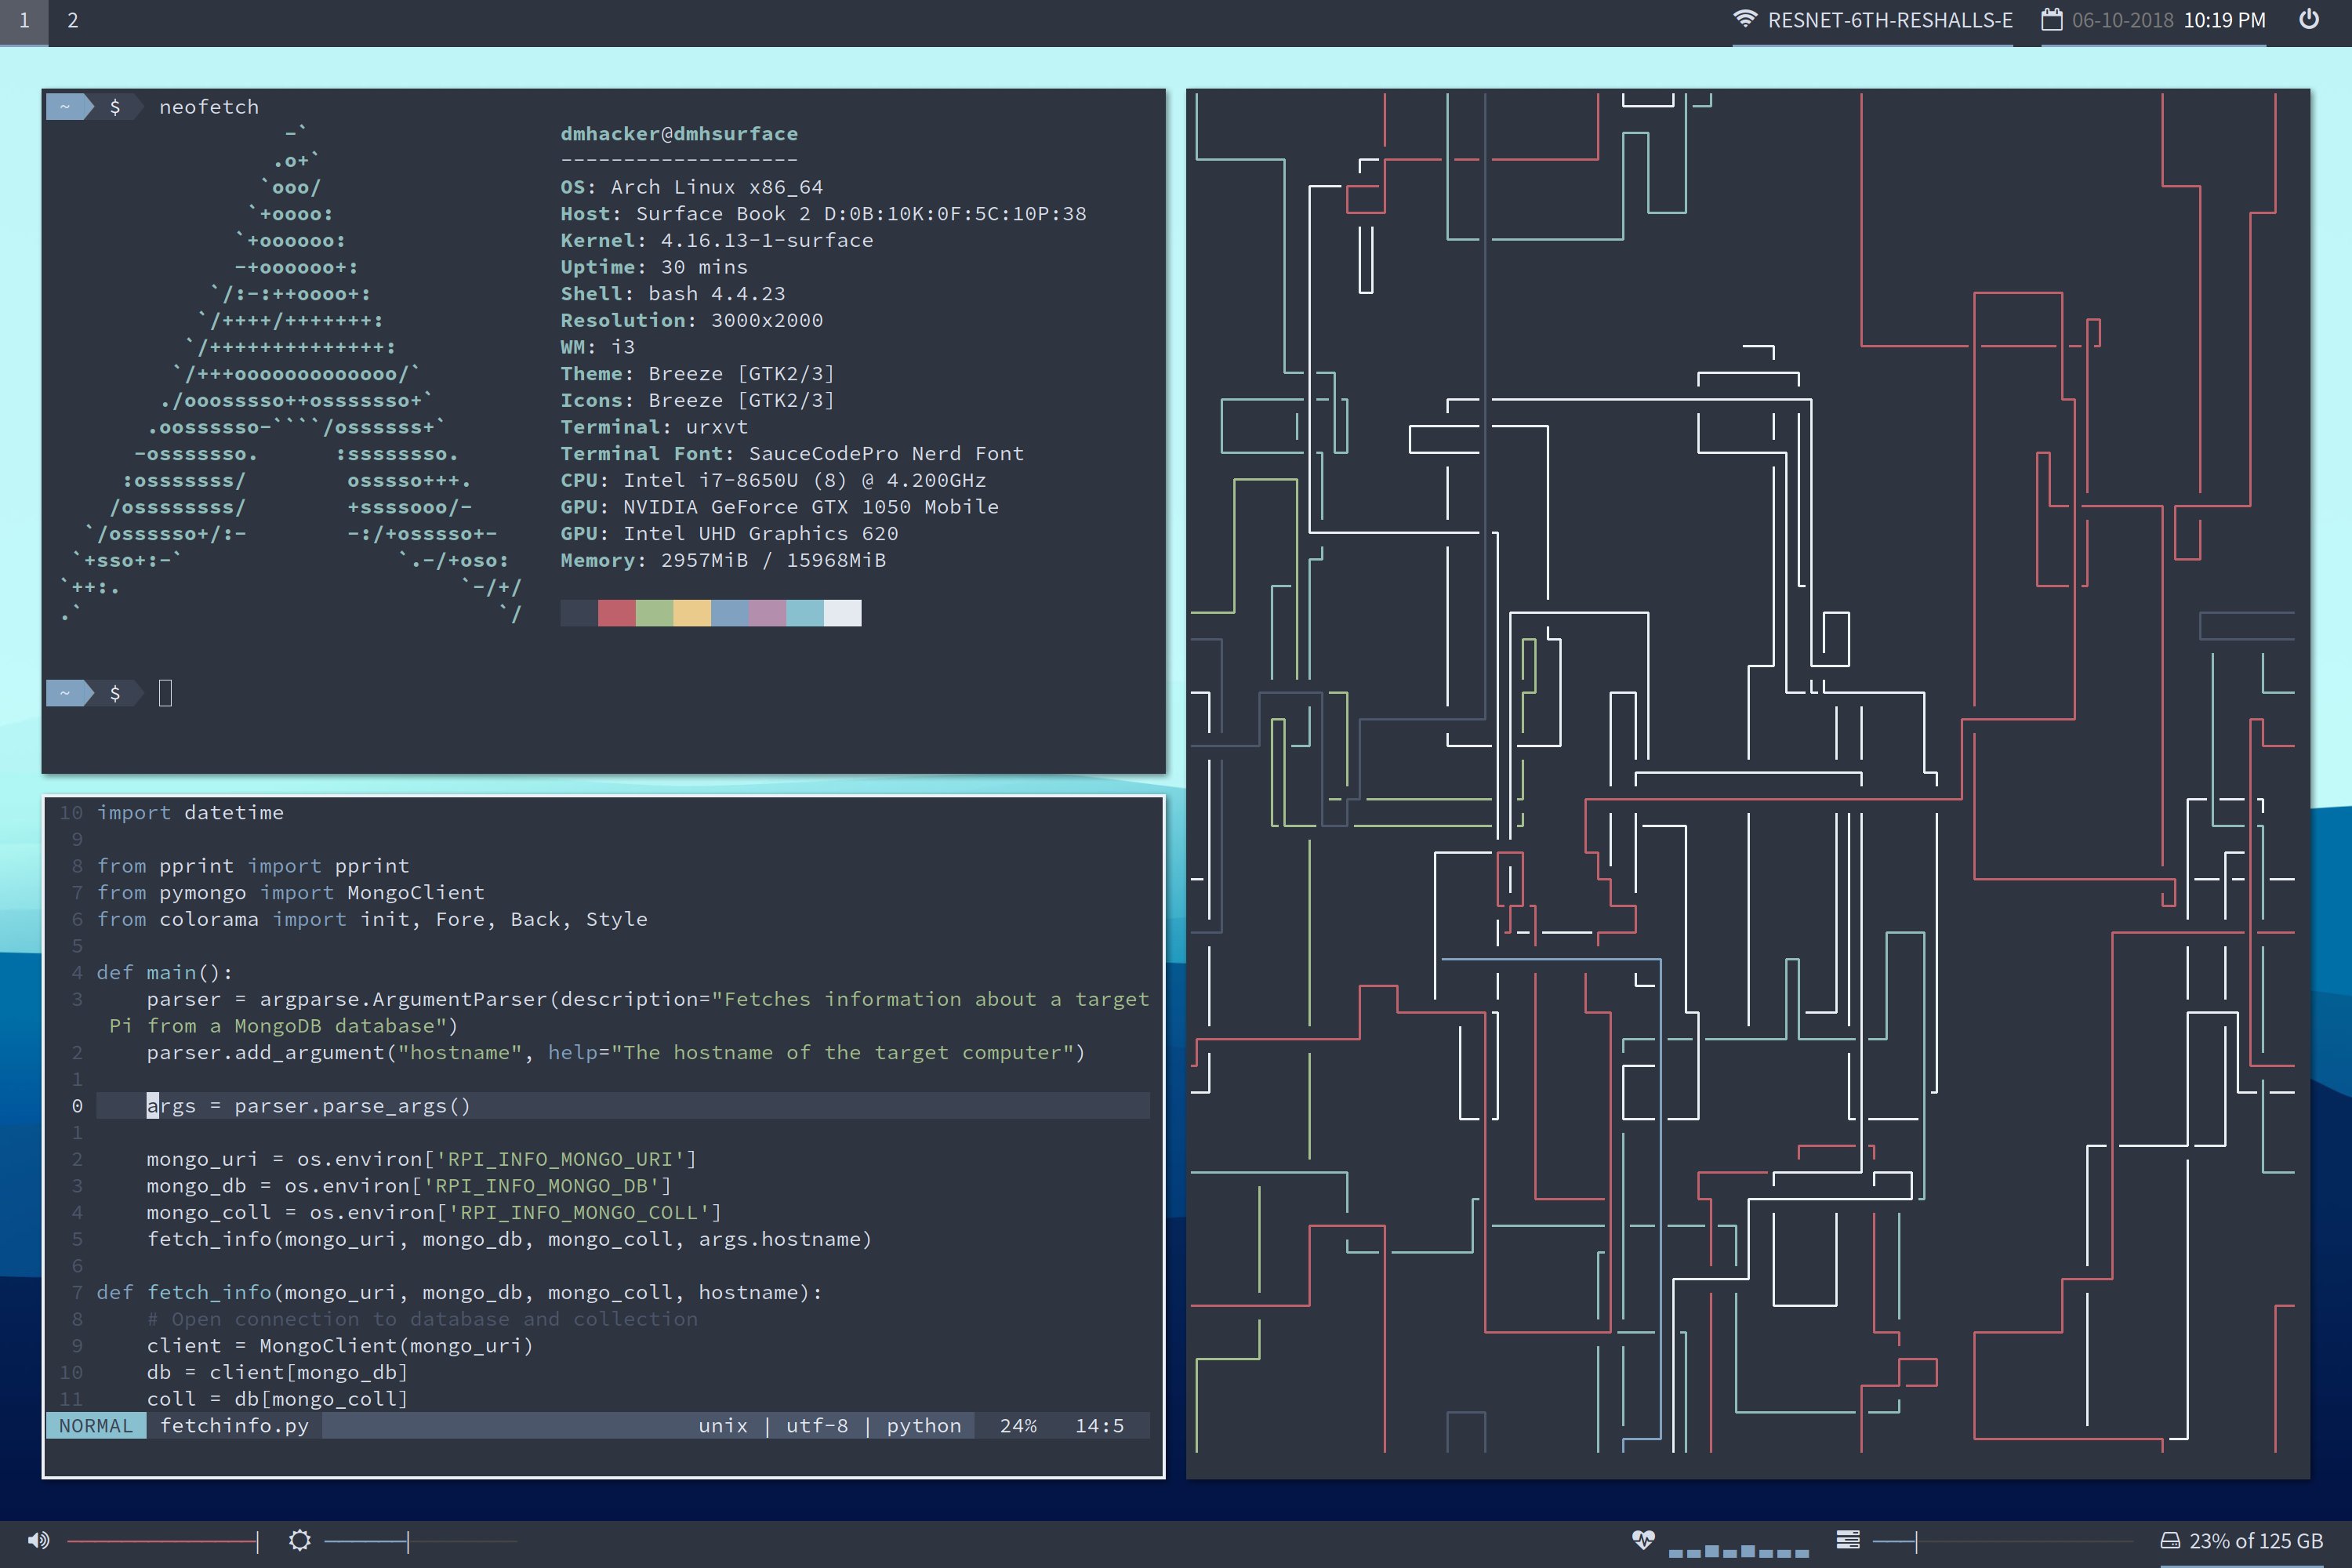 1 2 RESNET-6TH-RESHALLS-E 06-10-2018 10:19 PM
~ $ neofetch
-`
.o+`
`ooo/
`+oooo:
`+oooooo:
-+oooooo+:
`/:-:++oooo+:
`/++++/+++++++:
`/++++++++++++++:
`/+++ooooooooooooo/`
./ooosssso++osssssso+`
.oossssso-````/ossssss+`
-osssssso. :ssssssso.
:osssssss/ osssso+++.
/ossssssss/ +ssssooo/-
`/ossssso+/:- -:/+osssso+-
`+sso+:-` `.-/+oso:
`++:. `-/+/
.` `/
dmhacker@dmhsurface
-------------------
OS: Arch Linux x86_64
Host: Surface Book 2 D:0B:10K:0F:5C:10P:38
Kernel: 4.16.13-1-surface
Uptime: 30 mins
Shell: bash 4.4.23
Resolution: 3000x2000
WM: i3
Theme: Breeze [GTK2/3]
Icons: Breeze [GTK2/3]
Terminal: urxvt
Terminal Font: SauceCodePro Nerd Font
CPU: Intel i7-8650U (8) @ 4.200GHz
GPU: NVIDIA GeForce GTX 1050 Mobile
GPU: Intel UHD Graphics 620
Memory: 2957MiB / 15968MiB
~ $
10 import datetime
9
8 from pprint import pprint
7 from pymongo import MongoClient
6 from colorama import init, Fore, Back, Style
5
4 def main():
3     parser = argparse.ArgumentParser(description="Fetches information about a target
 Pi from a MongoDB database")
2     parser.add_argument("hostname", help="The hostname of the target computer")
1
0     args = parser.parse_args()
1
2     mongo_uri = os.environ['RPI_INFO_MONGO_URI']
3     mongo_db = os.environ['RPI_INFO_MONGO_DB']
4     mongo_coll = os.environ['RPI_INFO_MONGO_COLL']
5     fetch_info(mongo_uri, mongo_db, mongo_coll, args.hostname)
6
7 def fetch_info(mongo_uri, mongo_db, mongo_coll, hostname):
8     # Open connection to database and collection
9     client = MongoClient(mongo_uri)
10     db = client[mongo_db]
11     coll = db[mongo_coll]
NORMAL fetchinfo.py unix | utf-8 | python 24% 14:5
23% of 125 GB